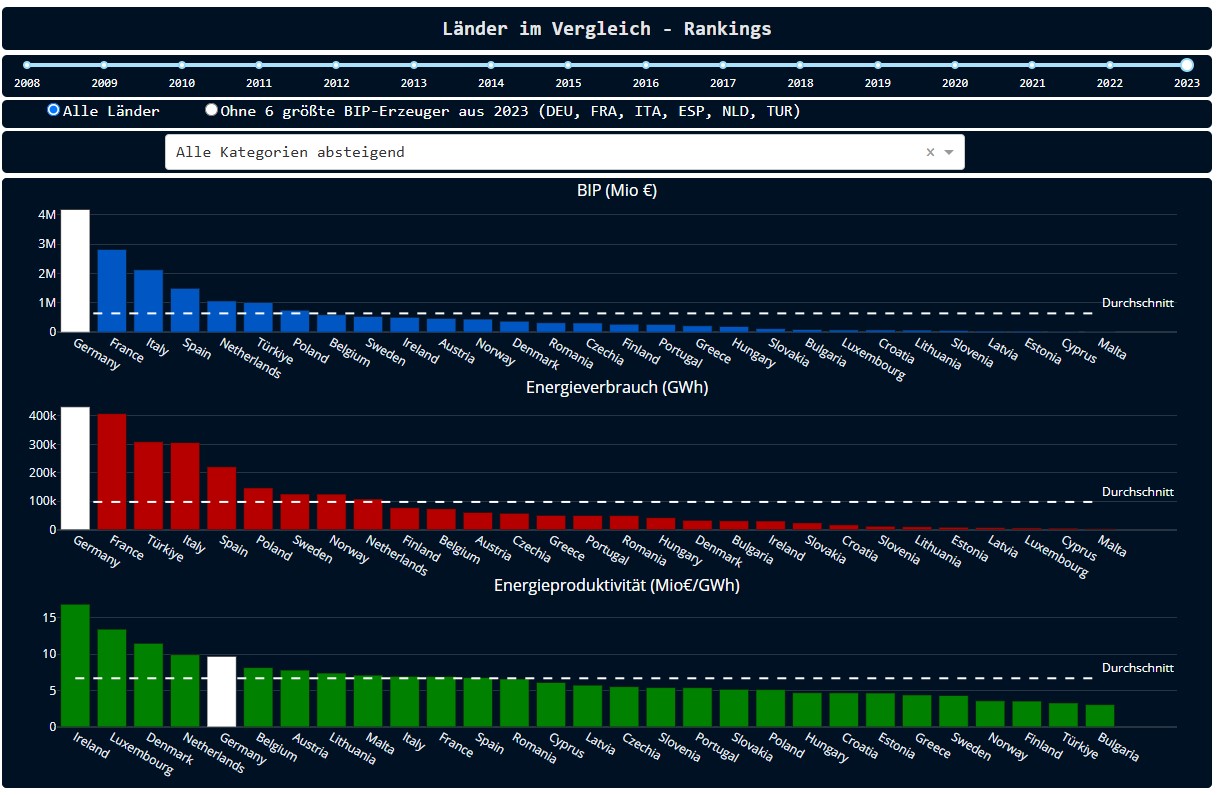 Länder im Vergleich - Rankings
2008 2009 2010 2011 2012 2013 2014 2015 2016 2017 2018 2019 2020 2021 2022 2023
Alle Länder Ohne 6 größte BIP-Erzeuger aus 2023 (DEU, FRA, ITA, ESP, NLD, TUR)
Alle Kategorien absteigend × 
BIP (Mio €)
4M
3M
2M
1M
0
Durchschnitt
Germany France Italy Spain Netherlands Türkiye Poland Belgium Sweden Ireland Austria Norway Denmark Romania Czechia Finland Portugal Greece Hungary Slovakia Bulgaria Luxembourg Croatia Lithuania Slovenia Latvia Estonia Cyprus Malta
Energieverbrauch (GWh)
400k
300k
200k
100k
0
Durchschnitt
Germany France Türkiye Italy Spain Poland Sweden Norway Netherlands Finland Belgium Austria Czechia Greece Portugal Romania Hungary Denmark Bulgaria Ireland Slovakia Croatia Slovenia Lithuania Estonia Latvia Luxembourg Cyprus Malta
Energieproduktivität (Mio€/GWh)
15
10
5
0
Durchschnitt
Ireland Luxembourg Denmark Netherlands Germany Belgium Austria Lithuania Malta Italy France Spain Romania Cyprus Latvia Czechia Slovenia Portugal Slovakia Poland Hungary Croatia Estonia Greece Sweden Norway Finland Türkiye Bulgaria